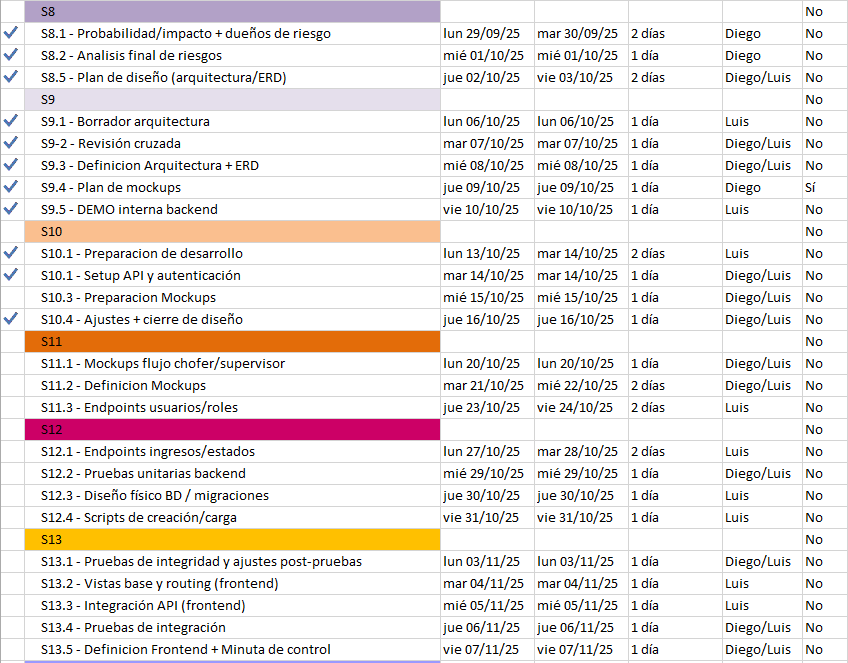 S8 No
S8.1 - Probabilidad/impacto + dueños de riesgo lun 29/09/25 mar 30/09/25 2 días Diego No
S8.2 - Analisis final de riesgos mié 01/10/25 mié 01/10/25 1 día Diego No
S8.5 - Plan de diseño (arquitectura/ERD) jue 02/10/25 vie 03/10/25 2 días Diego/Luis No
S9 No
S9.1 - Borrador arquitectura lun 06/10/25 lun 06/10/25 1 día Luis No
S9-2 - Revisión cruzada mar 07/10/25 mar 07/10/25 1 día Diego/Luis No
S9.3 - Definicion Arquitectura + ERD mié 08/10/25 mié 08/10/25 1 día Diego/Luis No
S9.4 - Plan de mockups jue 09/10/25 jue 09/10/25 1 día Diego Sí
S9.5 - DEMO interna backend vie 10/10/25 vie 10/10/25 1 día Luis No
S10 No
S10.1 - Preparacion de desarrollo lun 13/10/25 mar 14/10/25 2 días Luis No
S10.1 - Setup API y autenticación mar 14/10/25 mar 14/10/25 1 día Diego/Luis No
S10.3 - Preparacion Mockups mié 15/10/25 mié 15/10/25 1 día Diego/Luis No
S10.4 - Ajustes + cierre de diseño jue 16/10/25 jue 16/10/25 1 día Diego/Luis No
S11 No
S11.1 - Mockups flujo chofer/supervisor lun 20/10/25 lun 20/10/25 1 día Diego/Luis No
S11.2 - Definicion Mockups mar 21/10/25 mié 22/10/25 2 días Diego/Luis No
S11.3 - Endpoints usuarios/roles jue 23/10/25 vie 24/10/25 2 días Luis No
S12 No
S12.1 - Endpoints ingresos/estados lun 27/10/25 mar 28/10/25 2 días Luis No
S12.2 - Pruebas unitarias backend mié 29/10/25 mié 29/10/25 1 día Diego/Luis No
S12.3 - Diseño físico BD / migraciones jue 30/10/25 jue 30/10/25 1 día Luis No
S12.4 - Scripts de creación/carga vie 31/10/25 vie 31/10/25 1 día Luis No
S13 No
S13.1 - Pruebas de integridad y ajustes post-pruebas lun 03/11/25 lun 03/11/25 1 día Diego/Luis No
S13.2 - Vistas base y routing (frontend) mar 04/11/25 mar 04/11/25 1 día Luis No
S13.3 - Integración API (frontend) mié 05/11/25 mié 05/11/25 1 día Luis No
S13.4 - Pruebas de integración jue 06/11/25 jue 06/11/25 1 día Diego/Luis No
S13.5 - Definicion Frontend + Minuta de control vie 07/11/25 vie 07/11/25 1 día Diego/Luis No